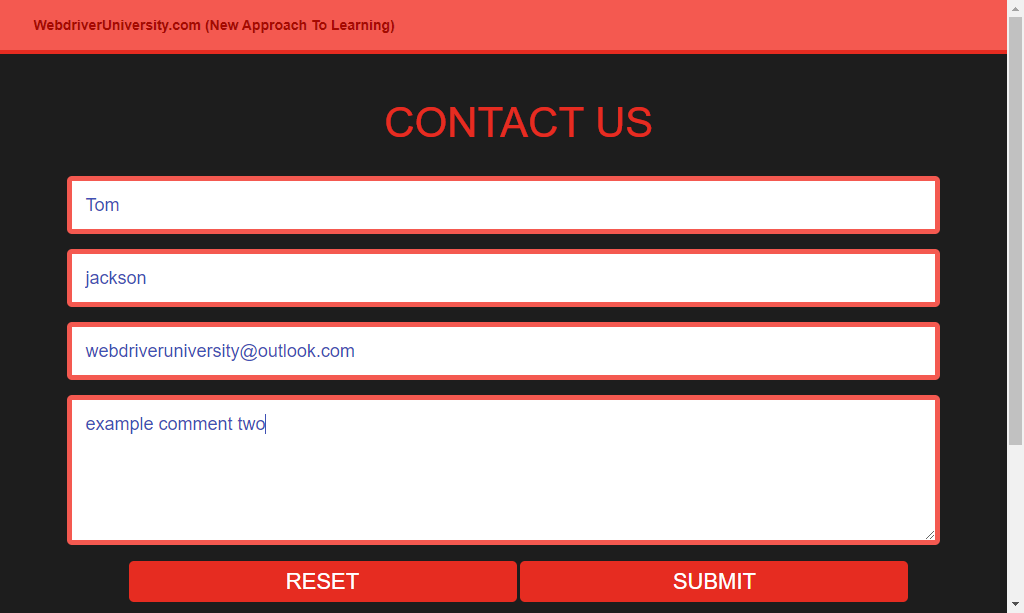 WebdriverUniversity.com (New Approach To Learning)
CONTACT US
Tom
jackson
webdriveruniversity@outlook.com
example comment two
RESET SUBMIT